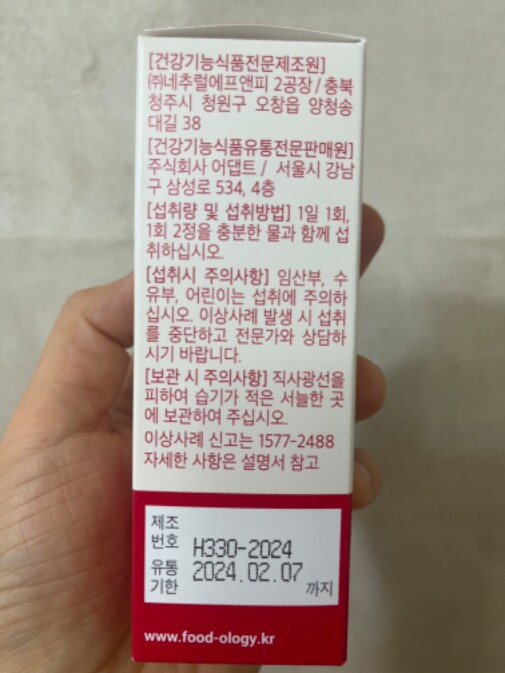 [건강기능식품전문제조원]
㈜네추럴에프앤피 2공장 / 충북
청주시 청원구 오창읍 양청송
대길 38
[건강기능식품유통전문판매원]
주식회사 어댑트 / 서울시 강남
구 삼성로 534, 4층
[섭취량 및 섭취방법] 1일 1회,
1회 2정을 충분한 물과 함께 섭
취하십시오.
[섭취시 주의사항] 임산부, 수
유부, 어린이는 섭취에 주의하
십시오. 이상사례 발생 시 섭취
를 중단하고 전문가와 상담하
시기 바랍니다.
[보관 시 주의사항] 직사광선을
피하여 습기가 적은 서늘한 곳
에 보관하여 주십시오.
이상사례 신고는 1577-2488
자세한 사항은 설명서 참고
제조
번호 H330-2024
유통
기한 2024.02.07 까지
www.food-ology.kr